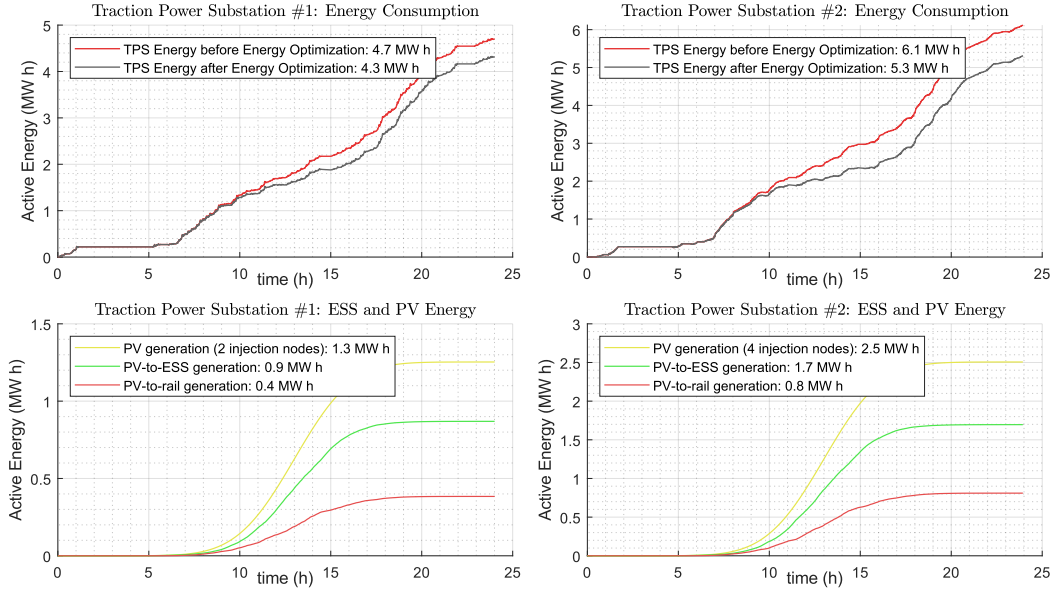 Traction Power Substation #1: Energy Consumption
5
4
3
2
1
0
Active Energy (MW h)
TPS Energy before Energy Optimization: 4.7 MW h
TPS Energy after Energy Optimization: 4.3 MW h
0 5 10 15 20 25
time (h)
Traction Power Substation #2: Energy Consumption
6
5
4
3
2
1
0
Active Energy (MW h)
TPS Energy before Energy Optimization: 6.1 MW h
TPS Energy after Energy Optimization: 5.3 MW h
0 5 10 15 20 25
time (h)
Traction Power Substation #1: ESS and PV Energy
1.5
1
0.5
0
Active Energy (MW h)
PV generation (2 injection nodes): 1.3 MW h
PV-to-ESS generation: 0.9 MW h
PV-to-rail generation: 0.4 MW h
0 5 10 15 20 25
time (h)
Traction Power Substation #2: ESS and PV Energy
3
2.5
2
1.5
1
0.5
0
Active Energy (MW h)
PV generation (4 injection nodes): 2.5 MW h
PV-to-ESS generation: 1.7 MW h
PV-to-rail generation: 0.8 MW h
0 5 10 15 20 25
time (h)